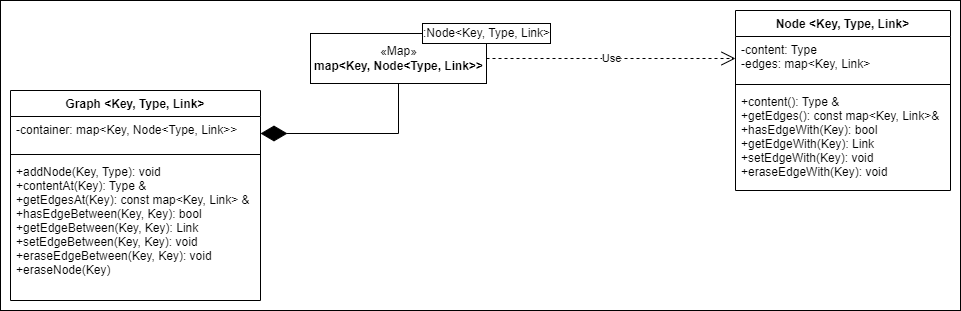 :Node<Key, Type, Link>
«Map»
map<Key, Node<Type, Link>>
Use
Node <Key, Type, Link>
-content: Type
-edges: map<Key, Link>
+content(): Type &
+getEdges(): const map<Key, Link>&
+hasEdgeWith(Key): bool
+getEdgeWith(Key): Link
+setEdgeWith(Key): void
+eraseEdgeWith(Key): void
Graph <Key, Type, Link>
-container: map<Key, Node<Type, Link>>
+addNode(Key, Type): void
+contentAt(Key): Type &
+getEdgesAt(Key): const map<Key, Link> &
+hasEdgeBetween(Key, Key): bool
+getEdgeBetween(Key, Key): Link
+setEdgeBetween(Key, Key): void
+eraseEdgeBetween(Key, Key): void
+eraseNode(Key)